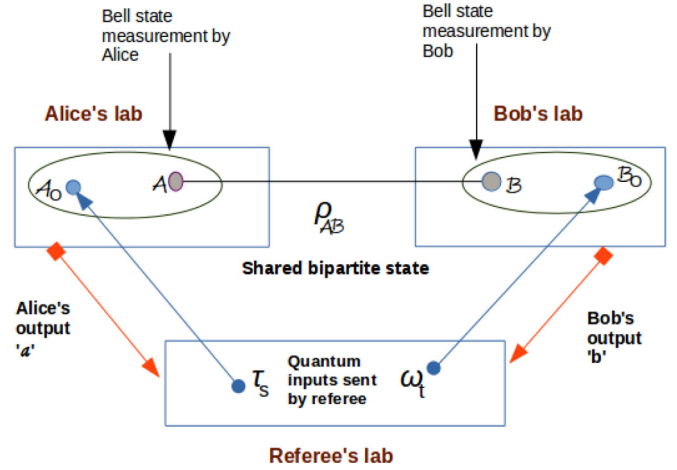 Bell state
measurement by
Alice
Bell state
measurement by
Bob
Alice's lab
Bob's lab
A₀
A
B
B₀
ρ_AB
Shared bipartite state
Alice's
output
'a'
Bob's
output
'b'
τₛ
Quantum
inputs sent
by referee
ωₜ
Referee's lab